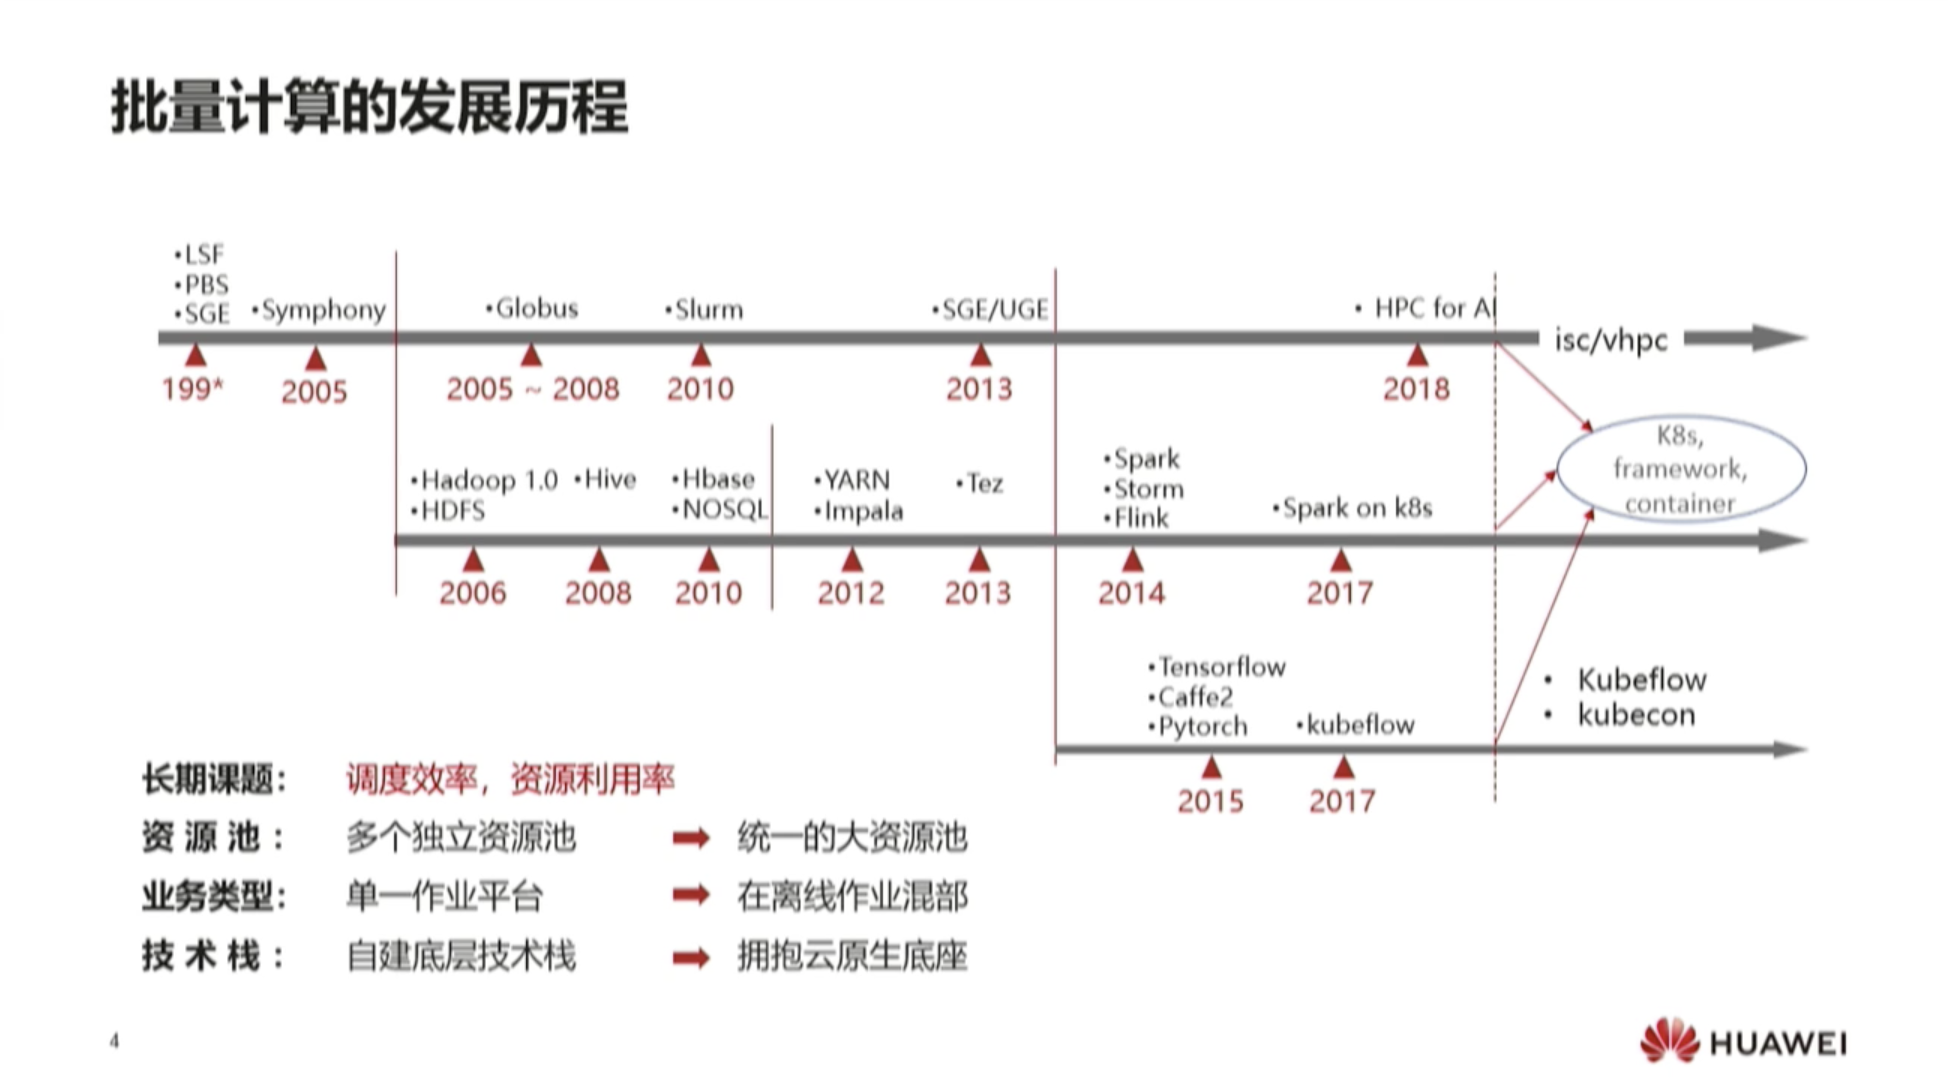 批量计算的发展历程
•LSF
•PBS
•SGE
•Symphony
•Globus
•Slurm
•SGE/UGE
• HPC for AI
isc/vhpc
199*
2005
2005 ~ 2008
2010
2013
2018
K8s,
framework,
container
•Hadoop 1.0
•HDFS
•Hive
•Hbase
•NOSQL
•YARN
•Impala
•Tez
•Spark
•Storm
•Flink
•Spark on k8s
2006
2008
2010
2012
2013
2014
2017
•Tensorflow
•Caffe2
•Pytorch
•kubeflow
• Kubeflow
• kubecon
2015
2017
长期课题： 调度效率，资源利用率
资 源 池 ： 多个独立资源池 统一的大资源池
业务类型： 单一作业平台 在离线作业混部
技 术 栈 ： 自建底层技术栈 拥抱云原生底座
4
HUAWEI